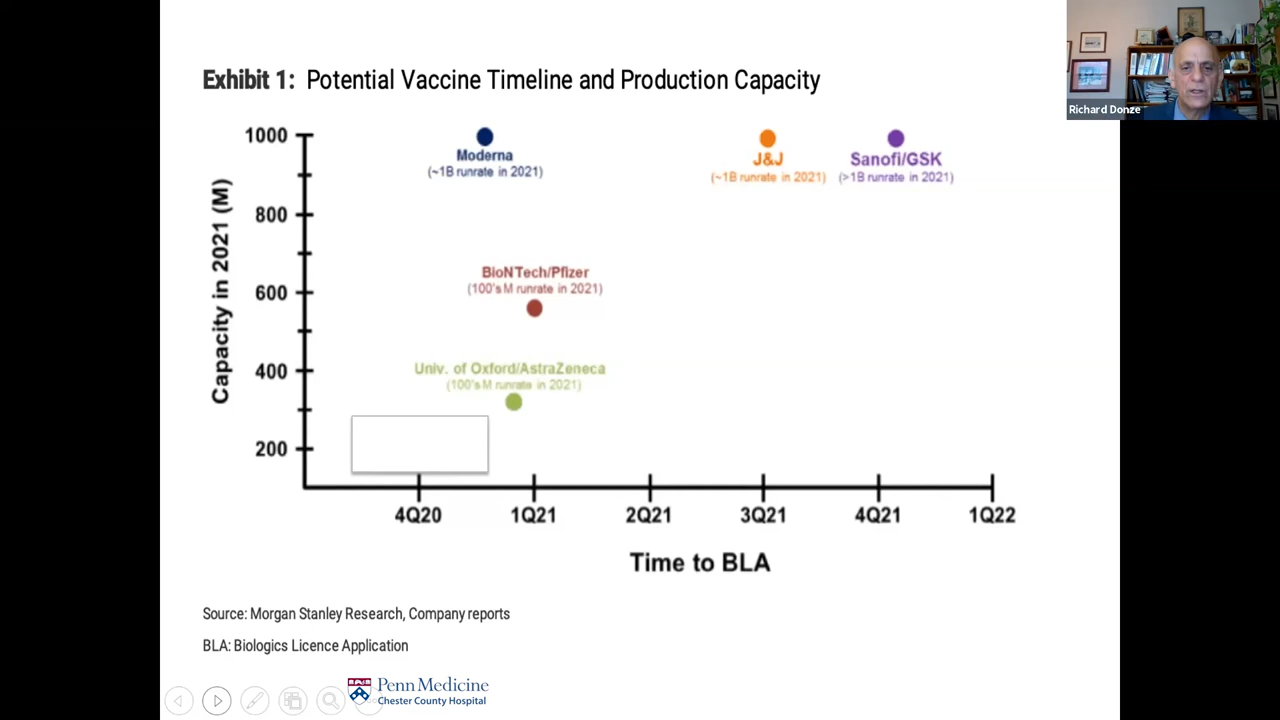 Richard Donze
Exhibit 1: Potential Vaccine Timeline and Production Capacity
Capacity in 2021 (M)
1000
800
600
400
200
Moderna
(~1B runrate in 2021)
J&J
(~1B runrate in 2021)
Sanofi/GSK
(>1B runrate in 2021)
BioNTech/Pfizer
(100's M runrate in 2021)
Univ. of Oxford/AstraZeneca
(100's M runrate in 2021)
4Q20 1Q21 2Q21 3Q21 4Q21 1Q22
Time to BLA
Source: Morgan Stanley Research, Company reports
BLA: Biologics Licence Application
Penn Medicine
Chester County Hospital